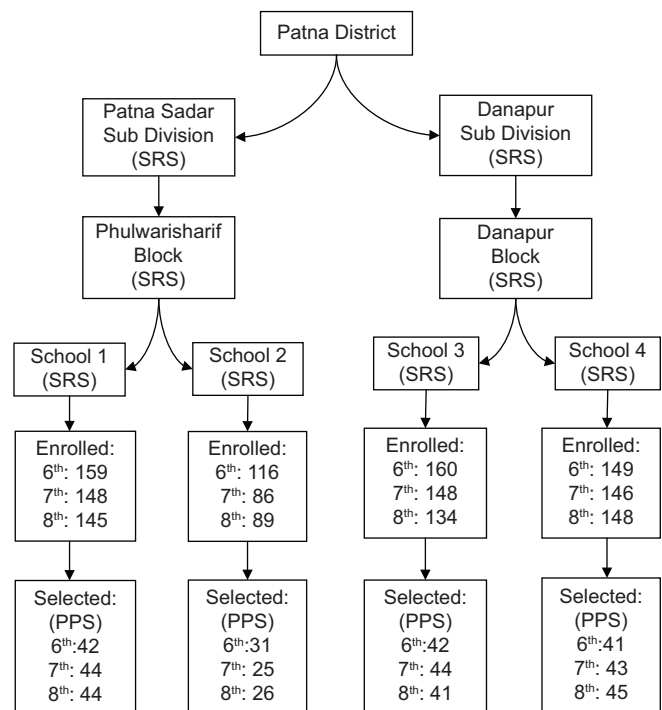 Patna District
Patna Sadar
Sub Division
(SRS)
Danapur
Sub Division
(SRS)
Phulwarisharif
Block
(SRS)
Danapur
Block
(SRS)
School 1
(SRS)
School 2
(SRS)
School 3
(SRS)
School 4
(SRS)
Enrolled:
6th: 159
7th: 148
8th: 145
Enrolled:
6th: 116
7th: 86
8th: 89
Enrolled:
6th: 160
7th: 148
8th: 134
Enrolled:
6th: 149
7th: 146
8th: 148
Selected:
(PPS)
6th:42
7th: 44
8th: 44
Selected:
(PPS)
6th:31
7th: 25
8th: 26
Selected:
(PPS)
6th:42
7th: 44
8th: 41
Selected:
(PPS)
6th:41
7th: 43
8th: 45